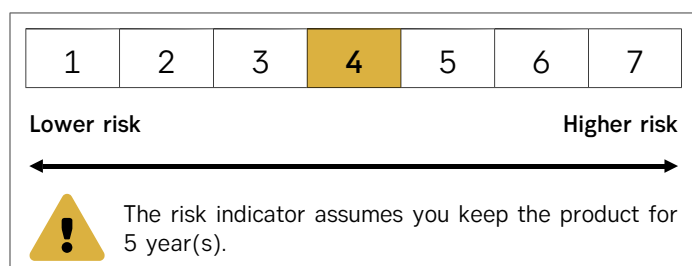 1 2 3 4 5 6 7
Lower risk Higher risk
The risk indicator assumes you keep the product for
5 year(s).